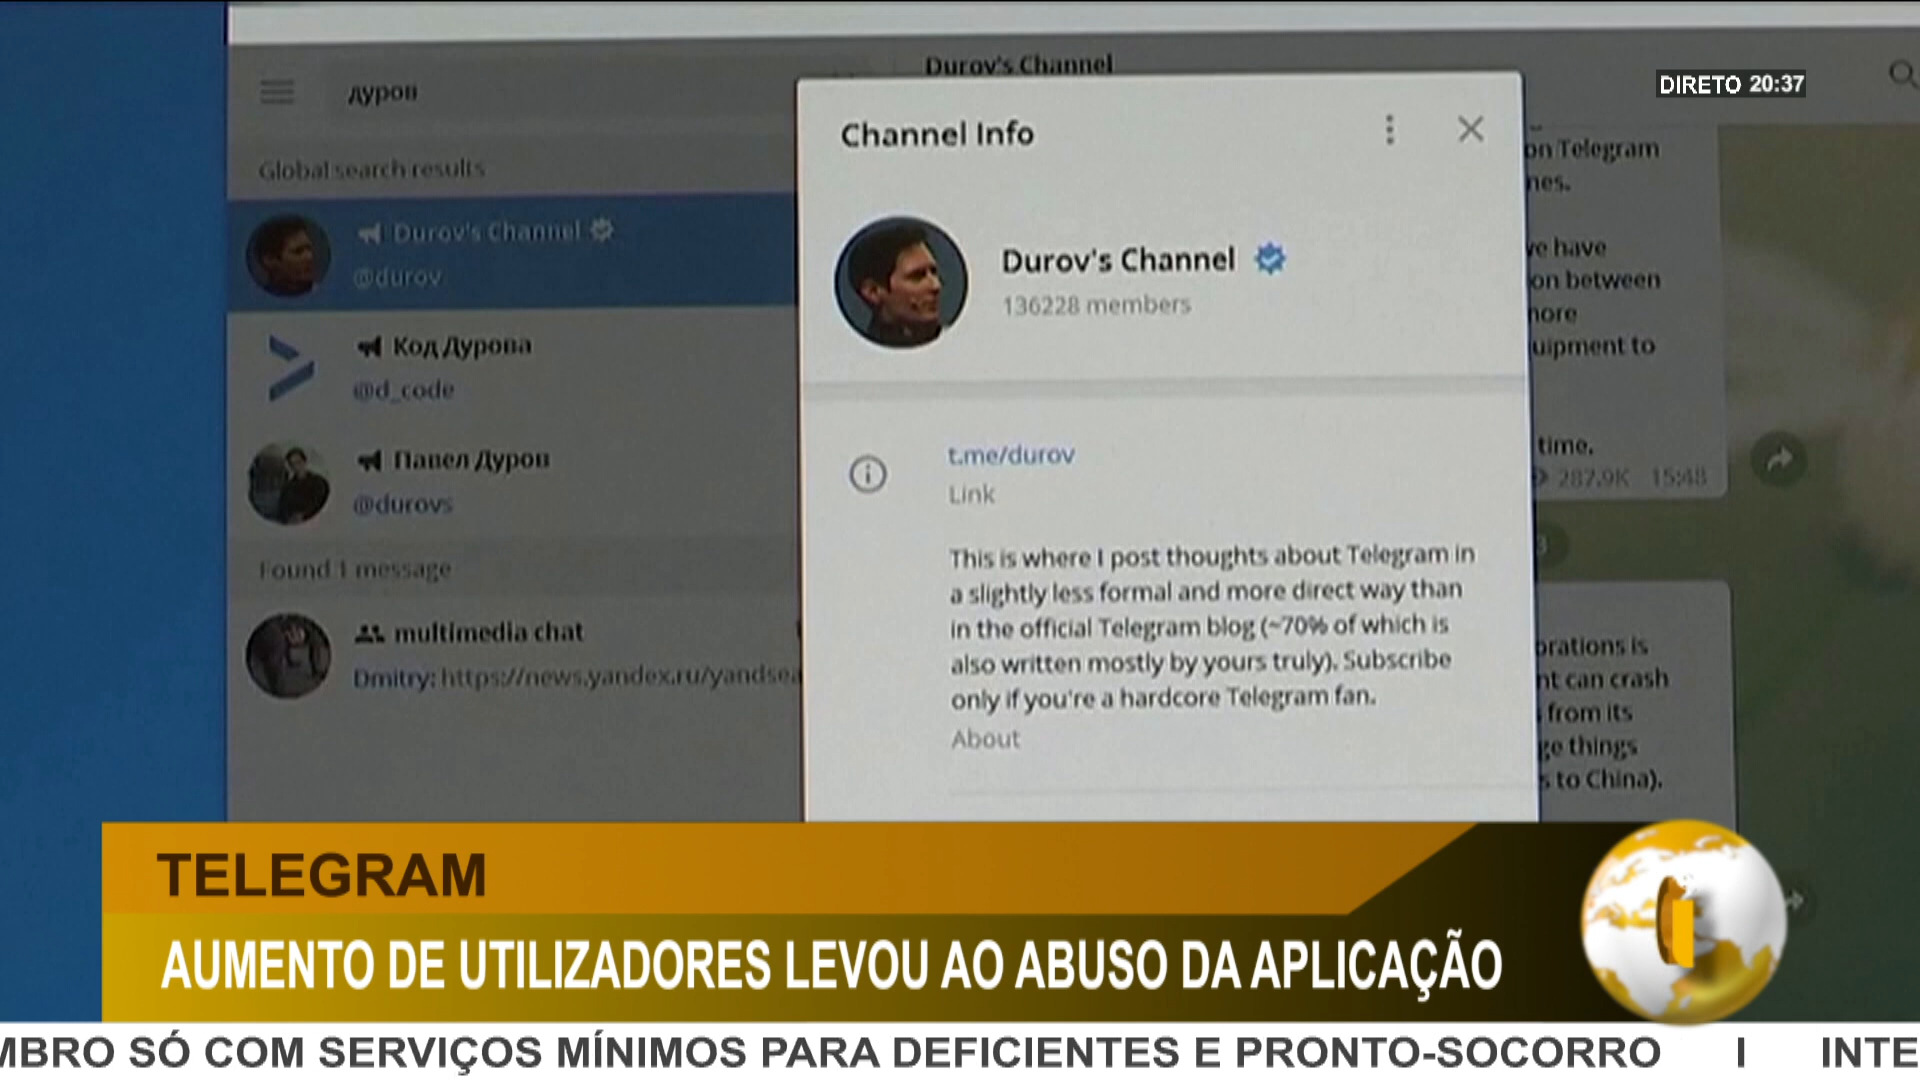 DIRETO 20:37
дуров
Durov's Channel
Global search results
Durov's Channel
@durov
Код Дурова
@d_code
Павел Дуров
@durovs
Found 1 message
multimedia chat
Dmitry: https://news.yandex.ru/yandsea
Channel Info
Durov's Channel
136228 members
t.me/durov
Link
This is where I post thoughts about Telegram in
a slightly less formal and more direct way than
in the official Telegram blog (~70% of which is
also written mostly by yours truly). Subscribe
only if you're a hardcore Telegram fan.
About
on Telegram
have
on between
uipment to
time.
287.9K 15:48
orations is
nt can crash
from its
ge things
s to China).
TELEGRAM
AUMENTO DE UTILIZADORES LEVOU AO ABUSO DA APLICAÇÃO
MBRO SÓ COM SERVIÇOS MÍNIMOS PARA DEFICIENTES E PRONTO-SOCORRO I INTE